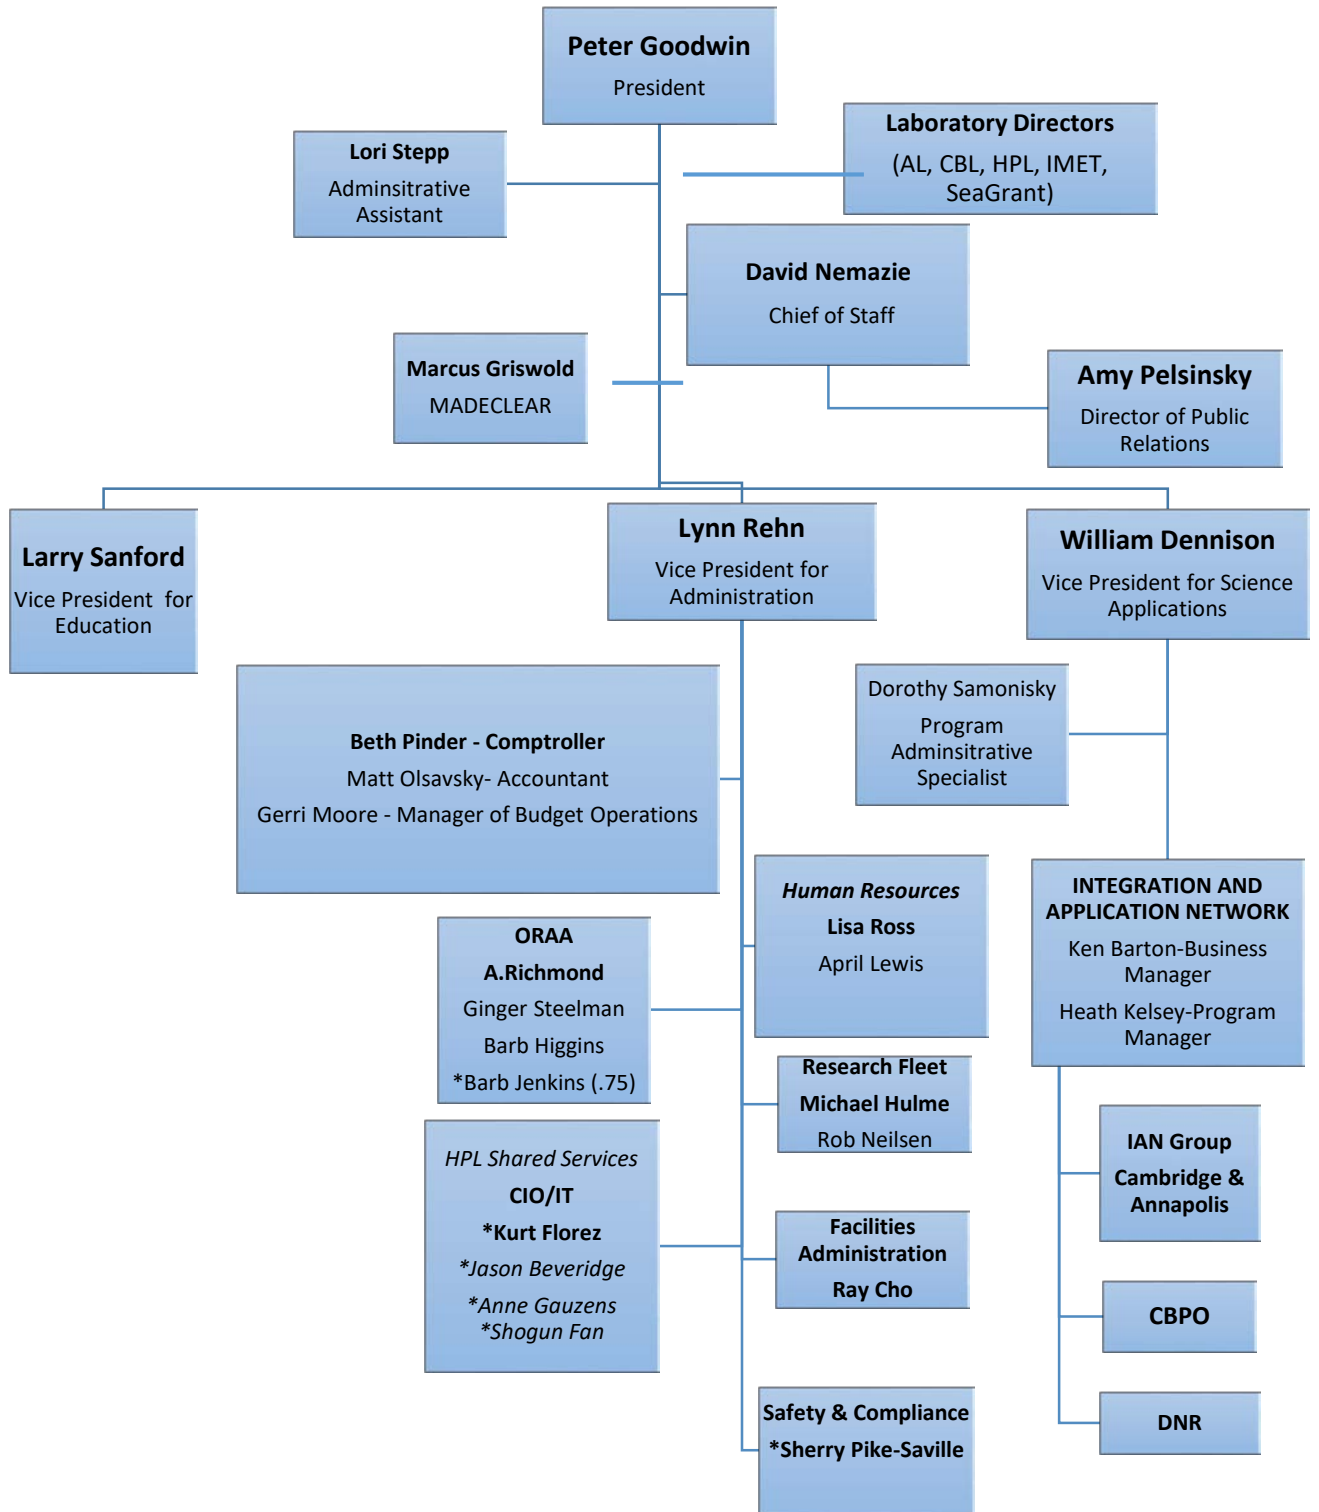 Peter Goodwin
President
Laboratory Directors
(AL, CBL, HPL, IMET,
SeaGrant)
Lori Stepp
Adminsitrative
Assistant
David Nemazie
Chief of Staff
Marcus Griswold
MADECLEAR
Amy Pelsinsky
Director of Public
Relations
Larry Sanford
Vice President for
Education
Lynn Rehn
Vice President for
Administration
William Dennison
Vice President for Science
Applications
Beth Pinder - Comptroller
Matt Olsavsky- Accountant
Gerri Moore - Manager of Budget Operations
Dorothy Samonisky
Program
Adminsitrative
Specialist
Human Resources
Lisa Ross
April Lewis
INTEGRATION AND
APPLICATION NETWORK
Ken Barton-Business
Manager
Heath Kelsey-Program
Manager
ORAA
A.Richmond
Ginger Steelman
Barb Higgins
*Barb Jenkins (.75)
Research Fleet
Michael Hulme
Rob Neilsen
HPL Shared Services
CIO/IT
*Kurt Florez
*Jason Beveridge
*Anne Gauzens
*Shogun Fan
IAN Group
Cambridge &
Annapolis
Facilities
Administration
Ray Cho
CBPO
Safety & Compliance
*Sherry Pike-Saville
DNR